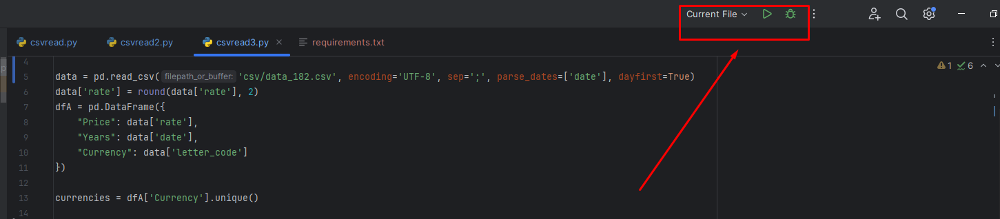 Current File
csvread.py csvread2.py csvread3.py requirements.txt
4
1 6
5 data = pd.read_csv( filepath_or_buffer: 'csv/data_182.csv', encoding='UTF-8', sep=';', parse_dates=['date'], dayfirst=True)
6 data['rate'] = round(data['rate'], 2)
7 dfA = pd.DataFrame({
8 "Price": data['rate'],
9 "Years": data['date'],
10 "Currency": data['letter_code']
11 })
12
13 currencies = dfA['Currency'].unique()
14